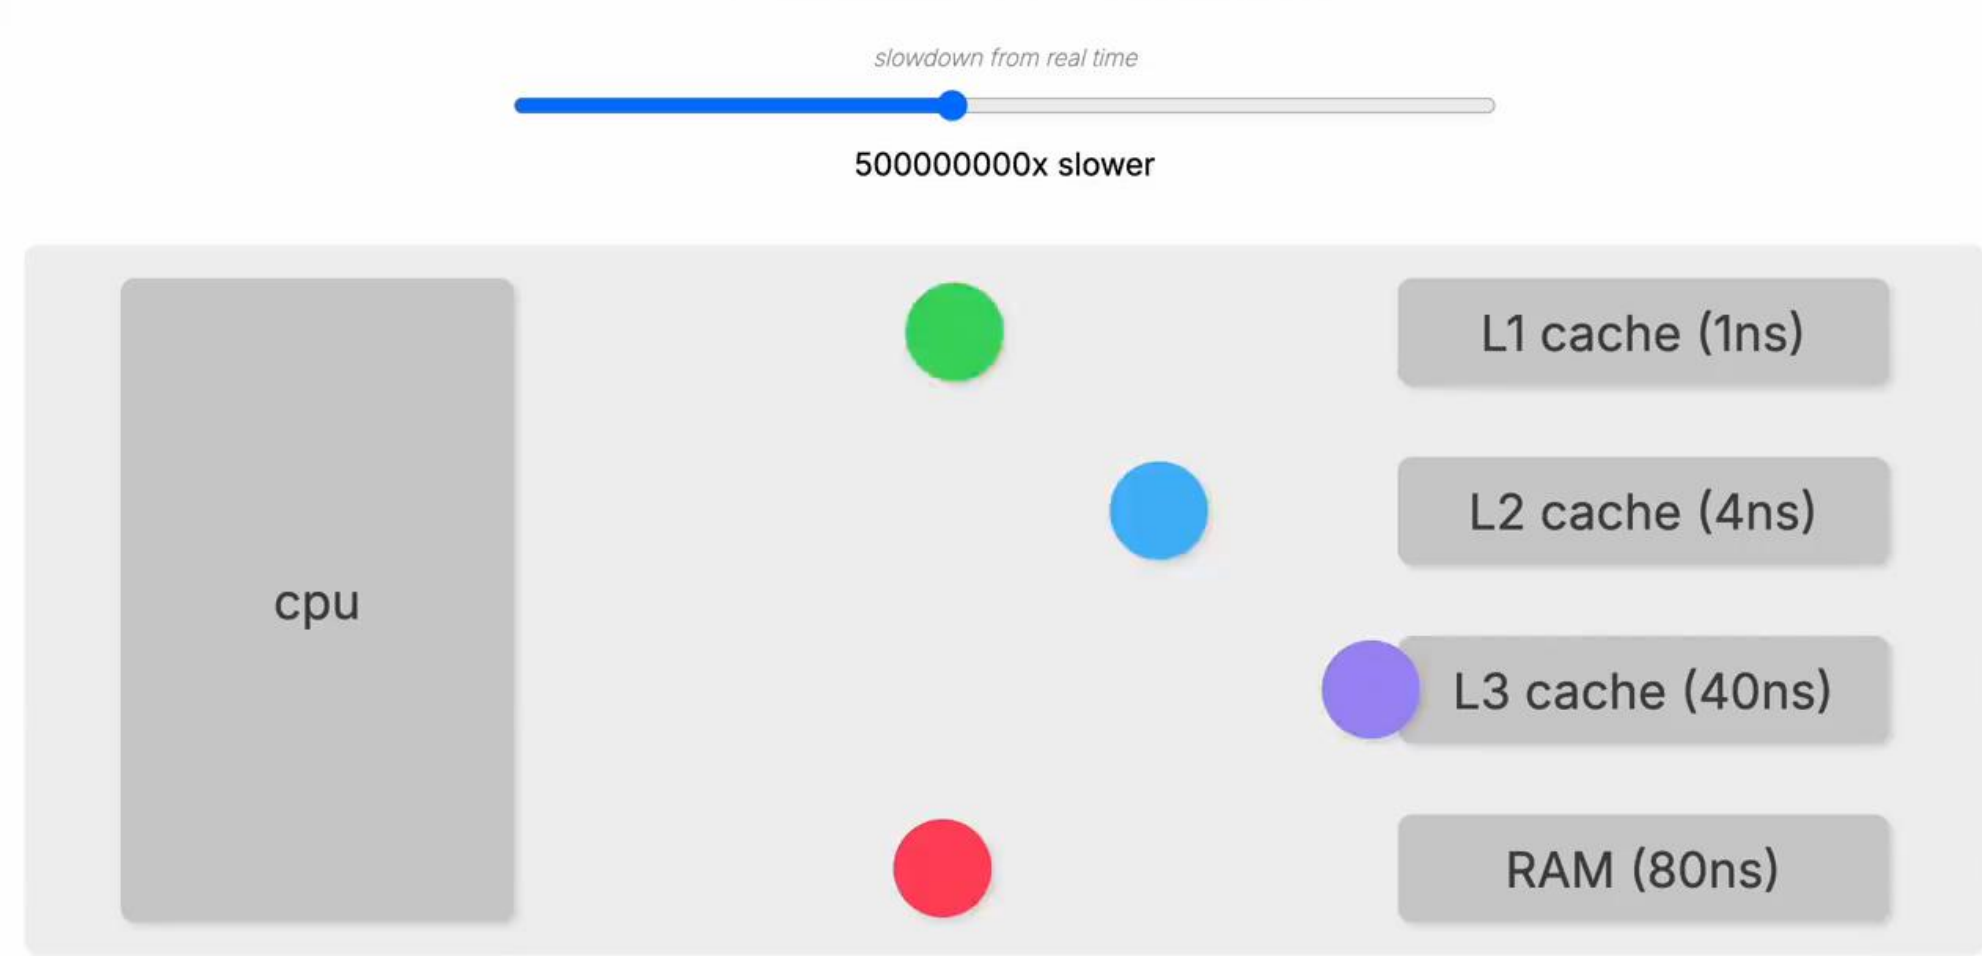 slowdown from real time
500000000x slower
cpu
L1 cache (1ns)
L2 cache (4ns)
L3 cache (40ns)
RAM (80ns)